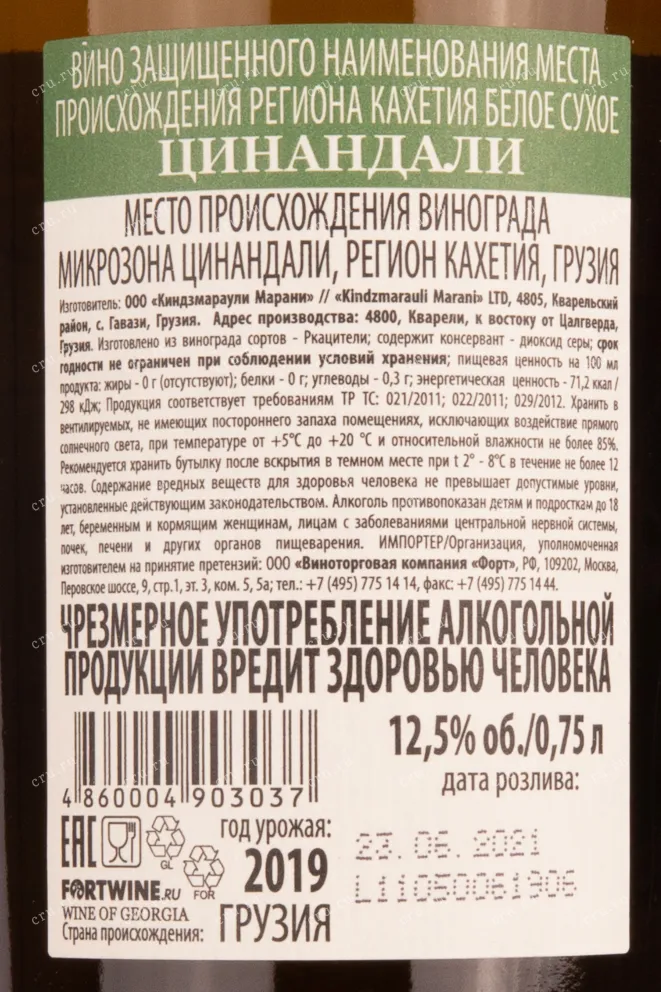 ВИНО ЗАЩИЩЕННОГО НАИМЕНОВАНИЯ МЕСТА
ПРОИСХОЖДЕНИЯ РЕГИОНА КАХЕТИЯ БЕЛОЕ СУХОЕ
ЦИНАНДАЛИ
МЕСТО ПРОИСХОЖДЕНИЯ ВИНОГРАДА
МИКРОЗОНА ЦИНАНДАЛИ, РЕГИОН КАХЕТИЯ, ГРУЗИЯ
Изготовитель: ООО «Киндзмараули Марани» // «Kindzmarauli Marani» LTD, 4805, Кварельский
район, с. Гавази, Грузия. Адрес производства: 4800, Кварели, к востоку от Цалгверда,
Грузия. Изготовлено из винограда сортов - Ркацители; содержит консервант - диоксид серы; срок
годности не ограничен при соблюдении условий хранения; пищевая ценность на 100 мл
продукта: жиры - 0 г (отсутствуют); белки - 0 г; углеводы - 0,3 г; энергетическая ценность - 71,2 ккал /
298 кДж; Продукция соответствует требованиям ТР ТС: 021/2011; 022/2011; 029/2012. Хранить в
вентилируемых, не имеющих постороннего запаха помещениях, исключающих воздействие прямого
солнечного света, при температуре от +5°C до +20 °C и относительной влажности не более 85%.
Рекомендуется хранить бутылку после вскрытия в темном месте при t 2° - 8°C в течение не более 12
часов. Содержание вредных веществ для здоровья человека не превышает допустимые уровни,
установленные действующим законодательством. Алкоголь противопоказан детям и подросткам до 18
лет, беременным и кормящим женщинам, лицам с заболеваниями центральной нервной системы,
почек, печени и других органов пищеварения. ИМПОРТЕР/Организация, уполномоченная
изготовителем на принятие претензий: ООО «Виноторговая компания «Форт», РФ, 109202, Москва,
Перовское шоссе, 9, стр.1, эт. 3, ком. 5, 5а; тел.: +7 (495) 775 14 14, факс: +7 (495) 775 14 44.
ЧРЕЗМЕРНОЕ УПОТРЕБЛЕНИЕ АЛКОГОЛЬНОЙ
ПРОДУКЦИИ ВРЕДИТ ЗДОРОВЬЮ ЧЕЛОВЕКА
12,5% об./0,75 л
дата розлива:
4 860004 903037
EAC
GL
FOR
год урожая:
2019
23.06.2021
L11050061906
FORTWINE.RU
WINE OF GEORGIA
Страна происхождения: ГРУЗИЯ
cru.ru